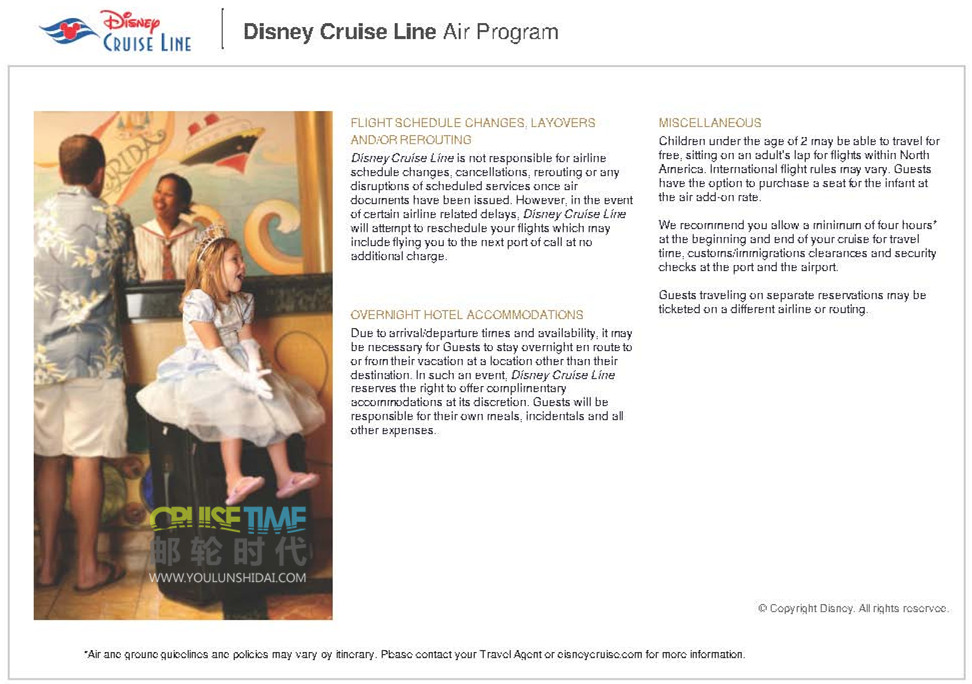 Disney
CRUISE LINE
Disney Cruise Line Air Program
FLORIDA
CRUISETIME
邮轮时代
WWW.YOULUNSHIDAI.COM
FLIGHT SCHEDULE CHANGES, LAYOVERS
AND/OR REROUTING
Disney Cruise Line is not responsible for airline
schedule changes, cancellations, rerouting or any
disruptions of scheduled services once air
documents have been issued. However, in the event
of certain airline related delays, Disney Cruise Line
will attempt to reschedule your flights which may
include flying you to the next port of call at no
additional charge.
OVERNIGHT HOTEL ACCOMMODATIONS
Due to arrival/departure times and availability, it may
be necessary for Guests to stay overnight en route to
or from their vacation at a location other than their
destination. In such an event, Disney Cruise Line
reserves the right to offer complimentary
accommodations at its discretion. Guests will be
responsible for their own meals, incidentals and all
other expenses.
MISCELLANEOUS
Children under the age of 2 may be able to travel for
free, sitting on an adult's lap for flights within North
America. International flight rules may vary. Guests
have the option to purchase a seat for the infant at
the air add-on rate.
We recommend you allow a minimum of four hours*
at the beginning and end of your cruise for travel
time, customs/immigrations clearances and security
checks at the port and the airport.
Guests traveling on separate reservations may be
ticketed on a different airline or routing.
© Copyright Disney. All rights reserved.
*Air and ground guidelines and policies may vary by itinerary. Please contact your Travel Agent or disneycruise.com for more information.